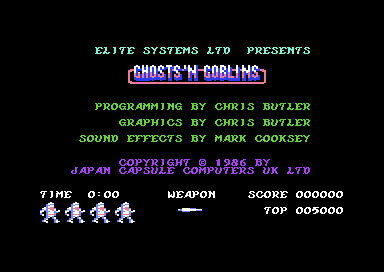 ELITE SYSTEMS LTD PRESENTS
GHOSTS'N GOBLINS
PROGRAMMING BY CHRIS BUTLER
GRAPHICS BY CHRIS BUTLER
SOUND EFFECTS BY MARK COOKSEY
COPYRIGHT © 1986 BY
JAPAN CAPSULE COMPUTERS UK LTD
TIME 0:00 WEAPON SCORE 000000
TOP 005000